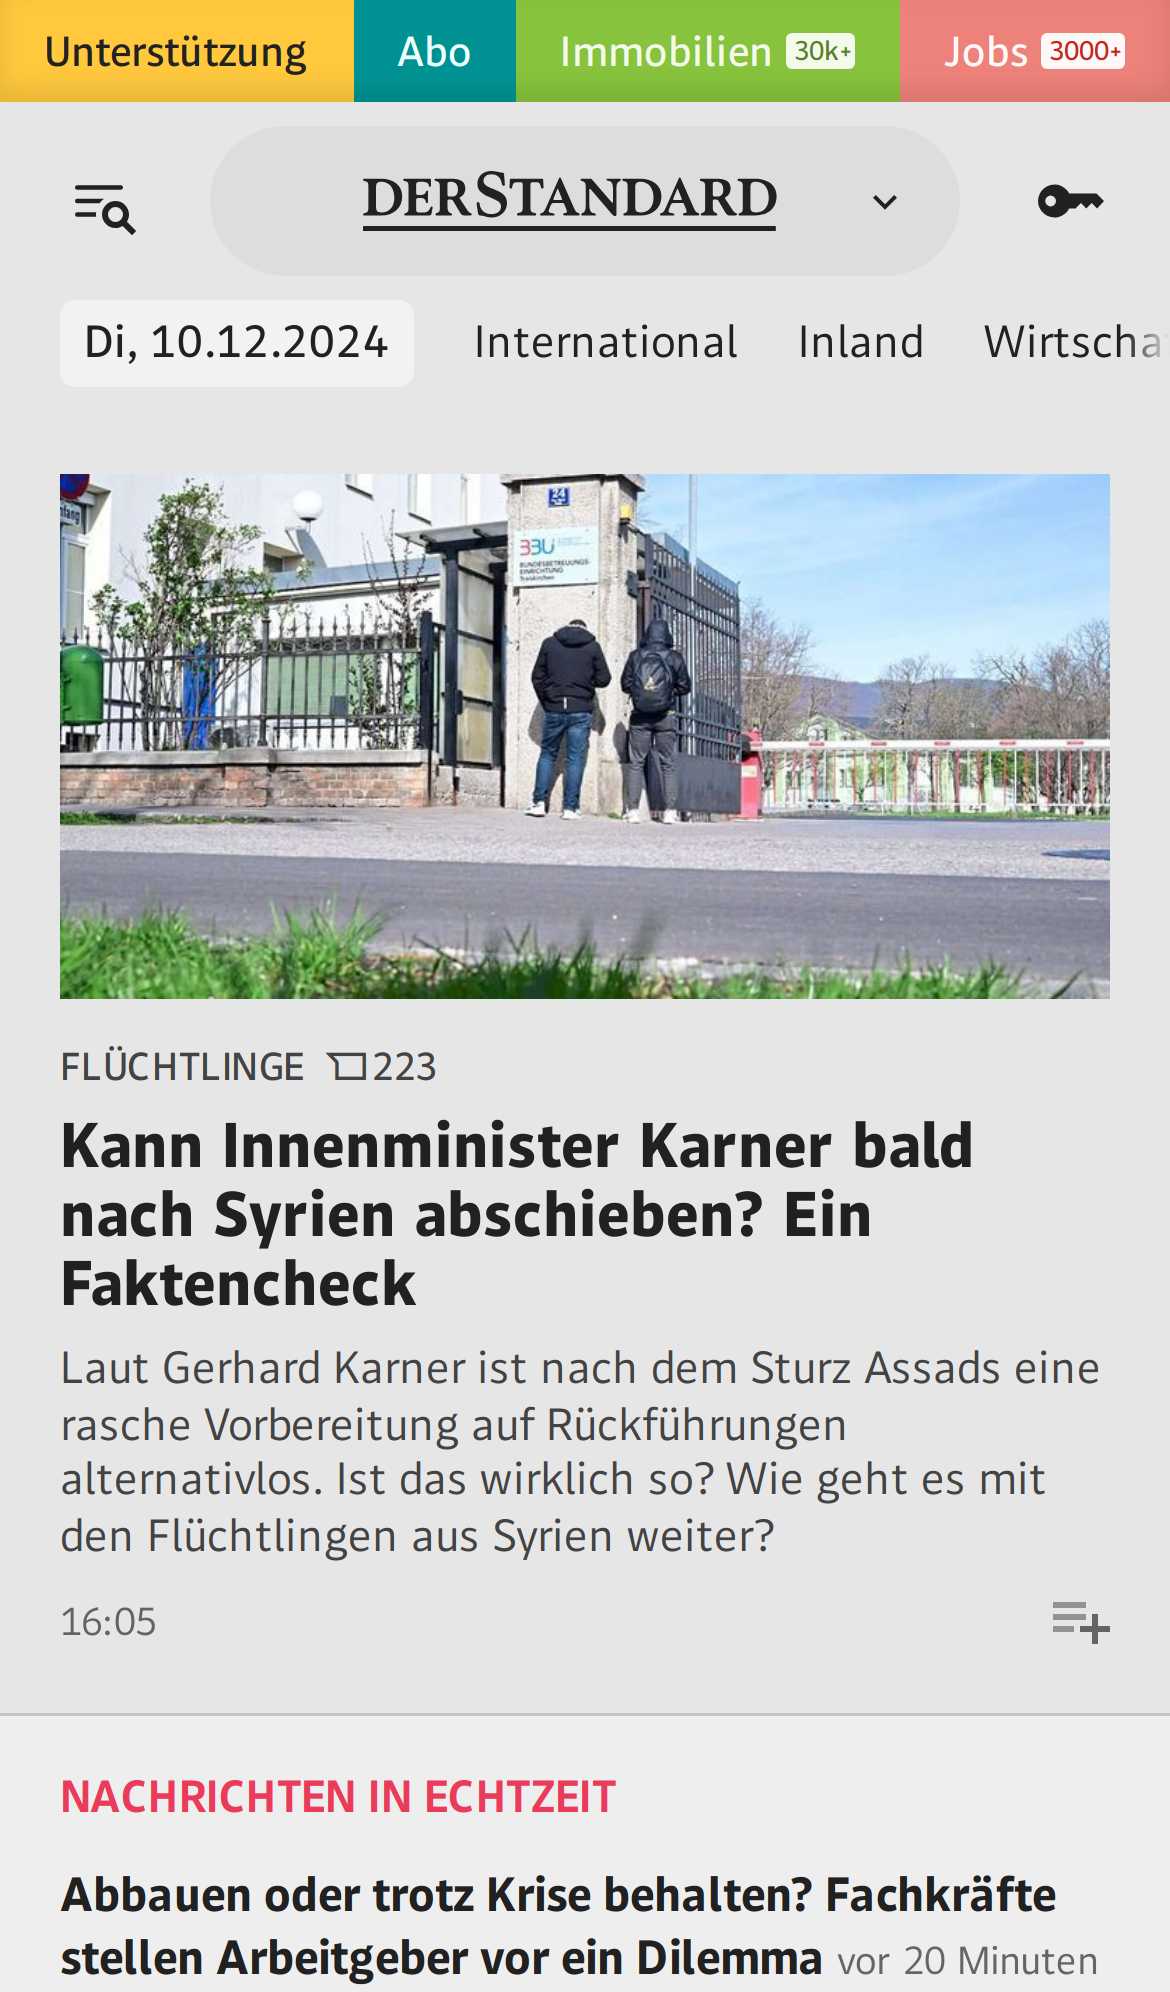 Unterstützung Abo Immobilien 30k+ Jobs 3000+
DERSTANDARD
Di, 10.12.2024 International Inland Wirtscha
24
BBU
BUNDESBETREUUNGS-
EINRICHTUNG
Traiskirchen
FLÜCHTLINGE 223
Kann Innenminister Karner bald
nach Syrien abschieben? Ein
Faktencheck
Laut Gerhard Karner ist nach dem Sturz Assads eine
rasche Vorbereitung auf Rückführungen
alternativlos. Ist das wirklich so? Wie geht es mit
den Flüchtlingen aus Syrien weiter?
16:05
NACHRICHTEN IN ECHTZEIT
Abbauen oder trotz Krise behalten? Fachkräfte
stellen Arbeitgeber vor ein Dilemma vor 20 Minuten